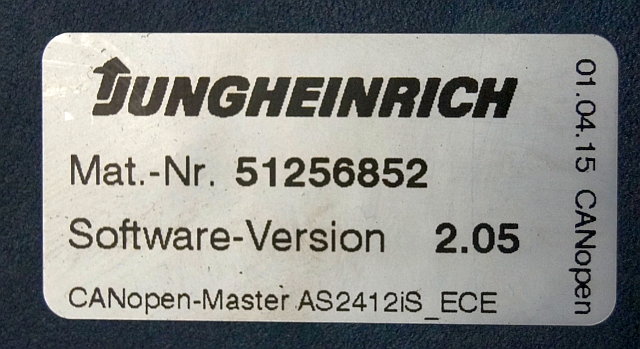 JUNGHEINRICH
Mat.-Nr. 51256852
Software-Version 2.05
CANopen-Master AS2412iS_ECE
01.04.15 CANopen